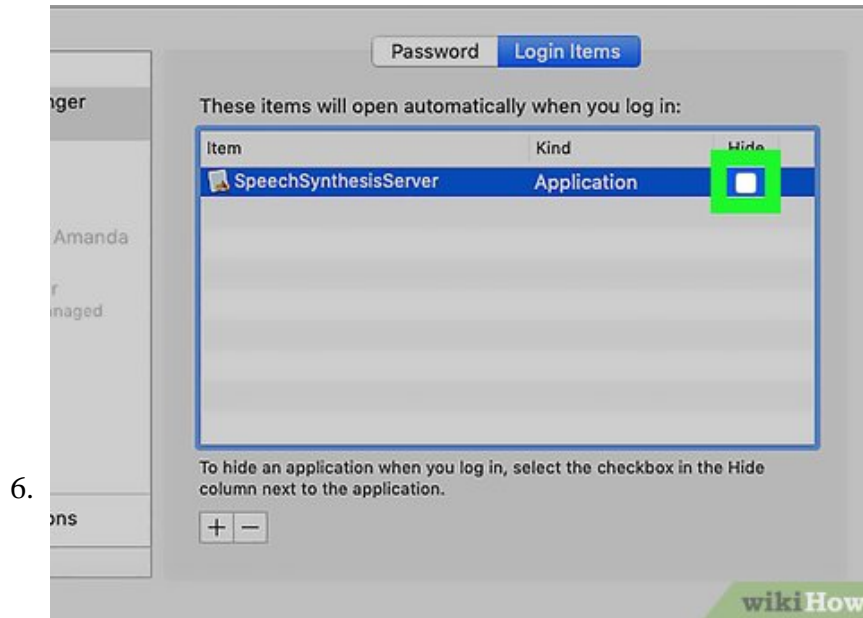 Password Login Items
nger
These items will open automatically when you log in:
Item Kind Hide
SpeechSynthesisServer Application
Amanda
r
naged
To hide an application when you log in, select the checkbox in the Hide
column next to the application.
6.
ons
+ −
wikiHow